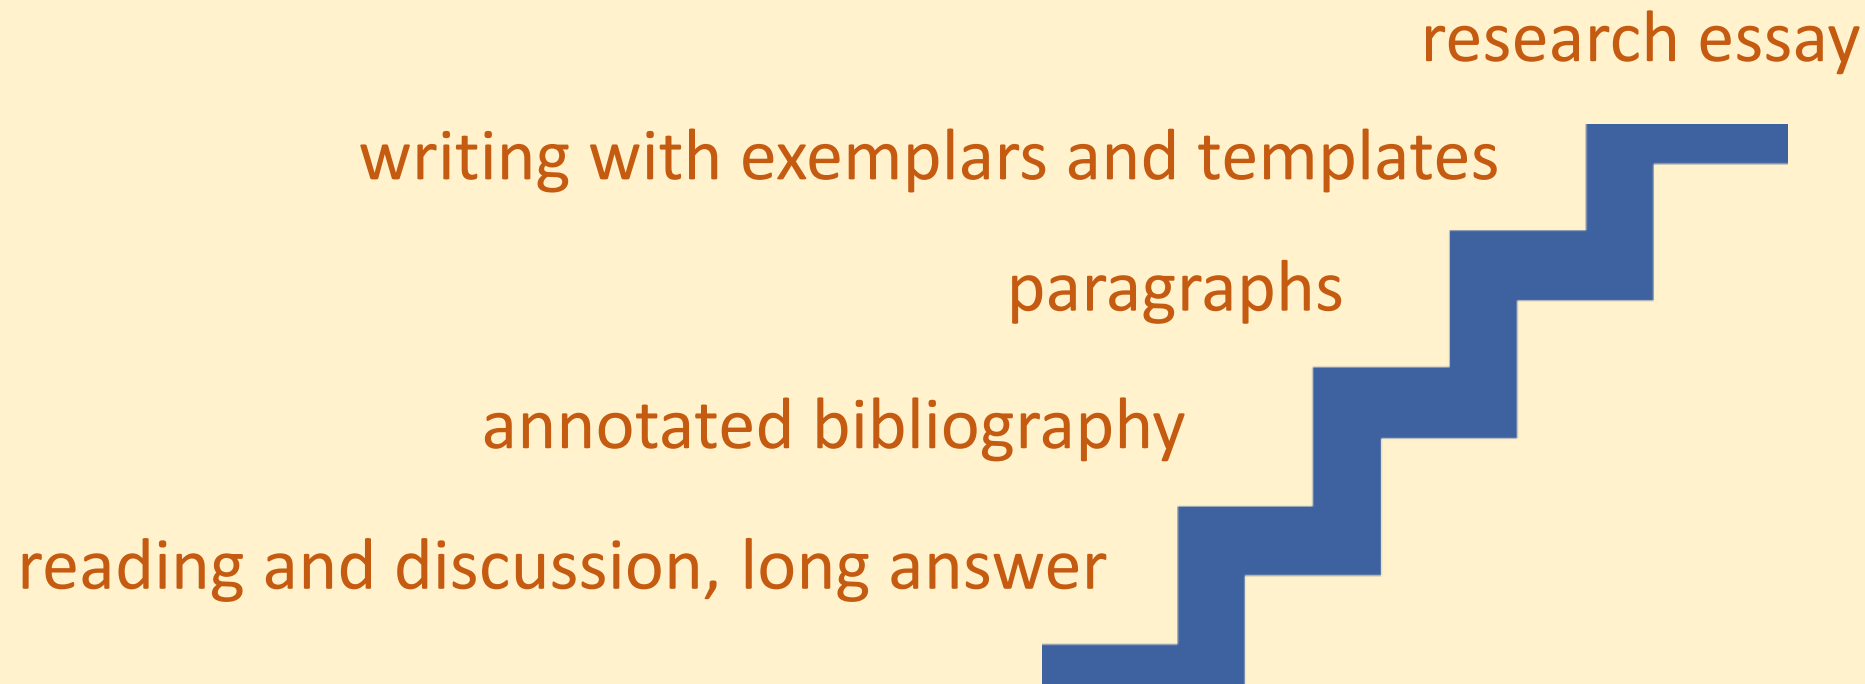 research essay
writing with exemplars and templates
paragraphs
annotated bibliography
reading and discussion, long answer